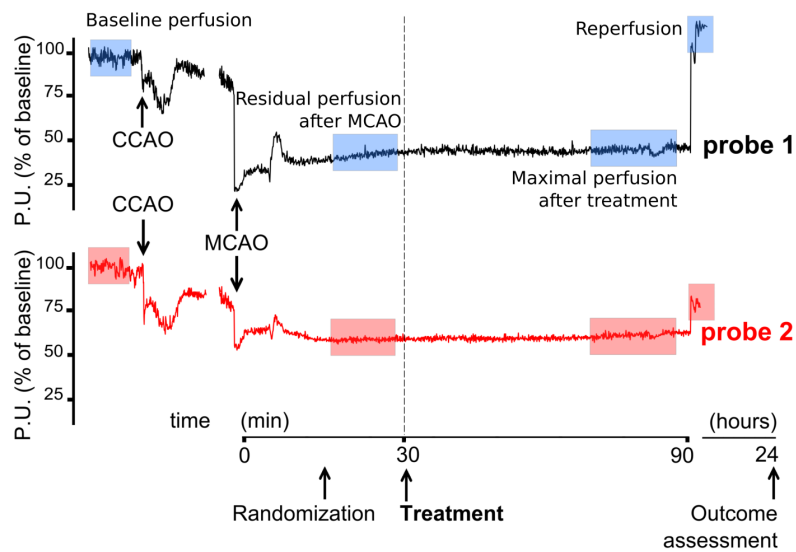 Baseline perfusion
Reperfusion
P.U. (% of baseline)
100
75
50
25
CCAO
Residual perfusion
after MCAO
probe 1
Maximal perfusion
after treatment
CCAO
MCAO
P.U. (% of baseline)
100
75
50
25
probe 2
time (min) (hours)
0 30 90 24
Randomization Treatment Outcome
assessment